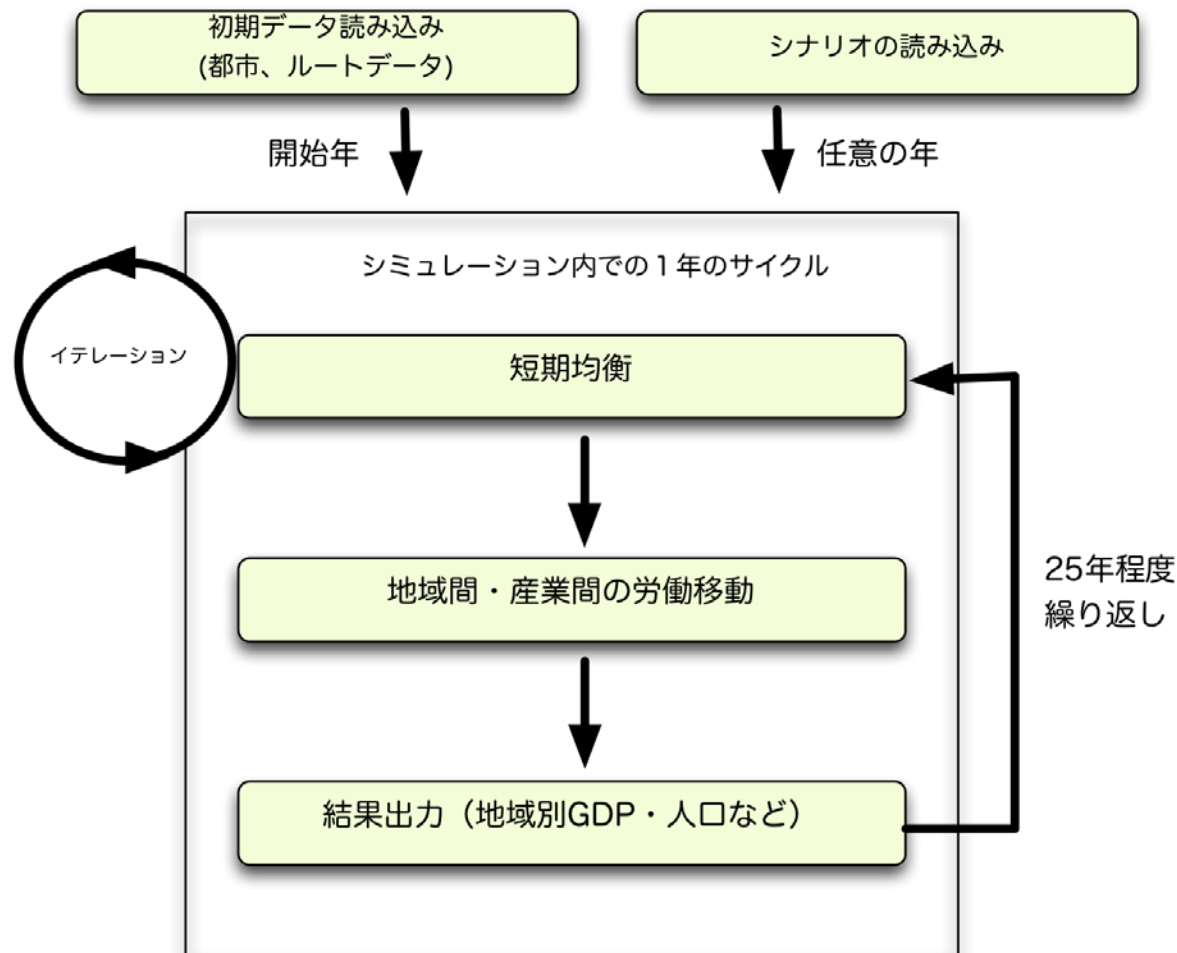 初期データ読み込み
(都市、ルートデータ)
シナリオの読み込み
開始年
任意の年
シミュレーション内での１年のサイクル
イテレーション
短期均衡
地域間・産業間の労働移動
25年程度
繰り返し
結果出力（地域別GDP・人口など）